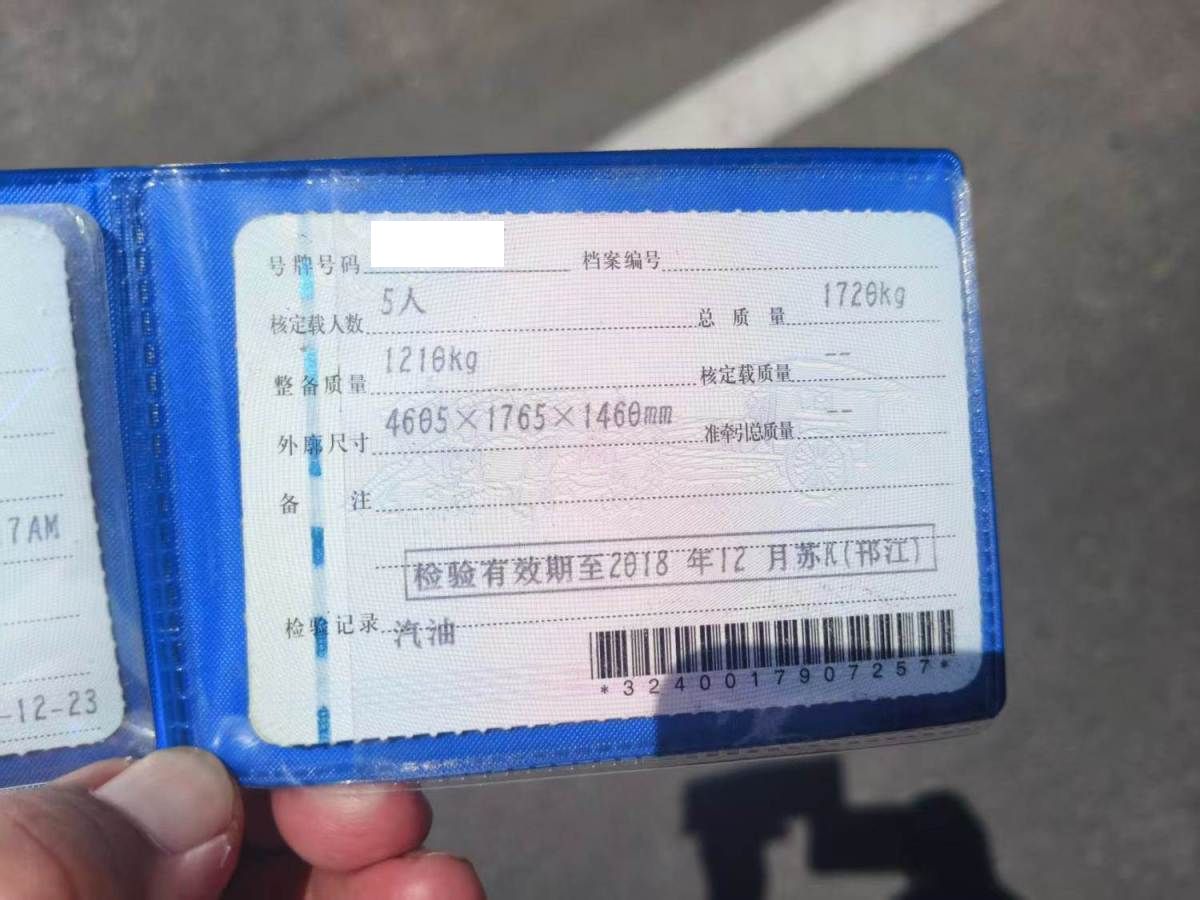 号牌号码 档案编号
核定载人数 5人 总质量 1720kg
整备质量 1210kg 核定载质量 --
外廓尺寸 4605×1765×1460mm 准牵引总质量 --
备注
检验有效期至2018年12月苏K(邗江)
检验记录 汽油
*3240017907257*
7AM
-12-23